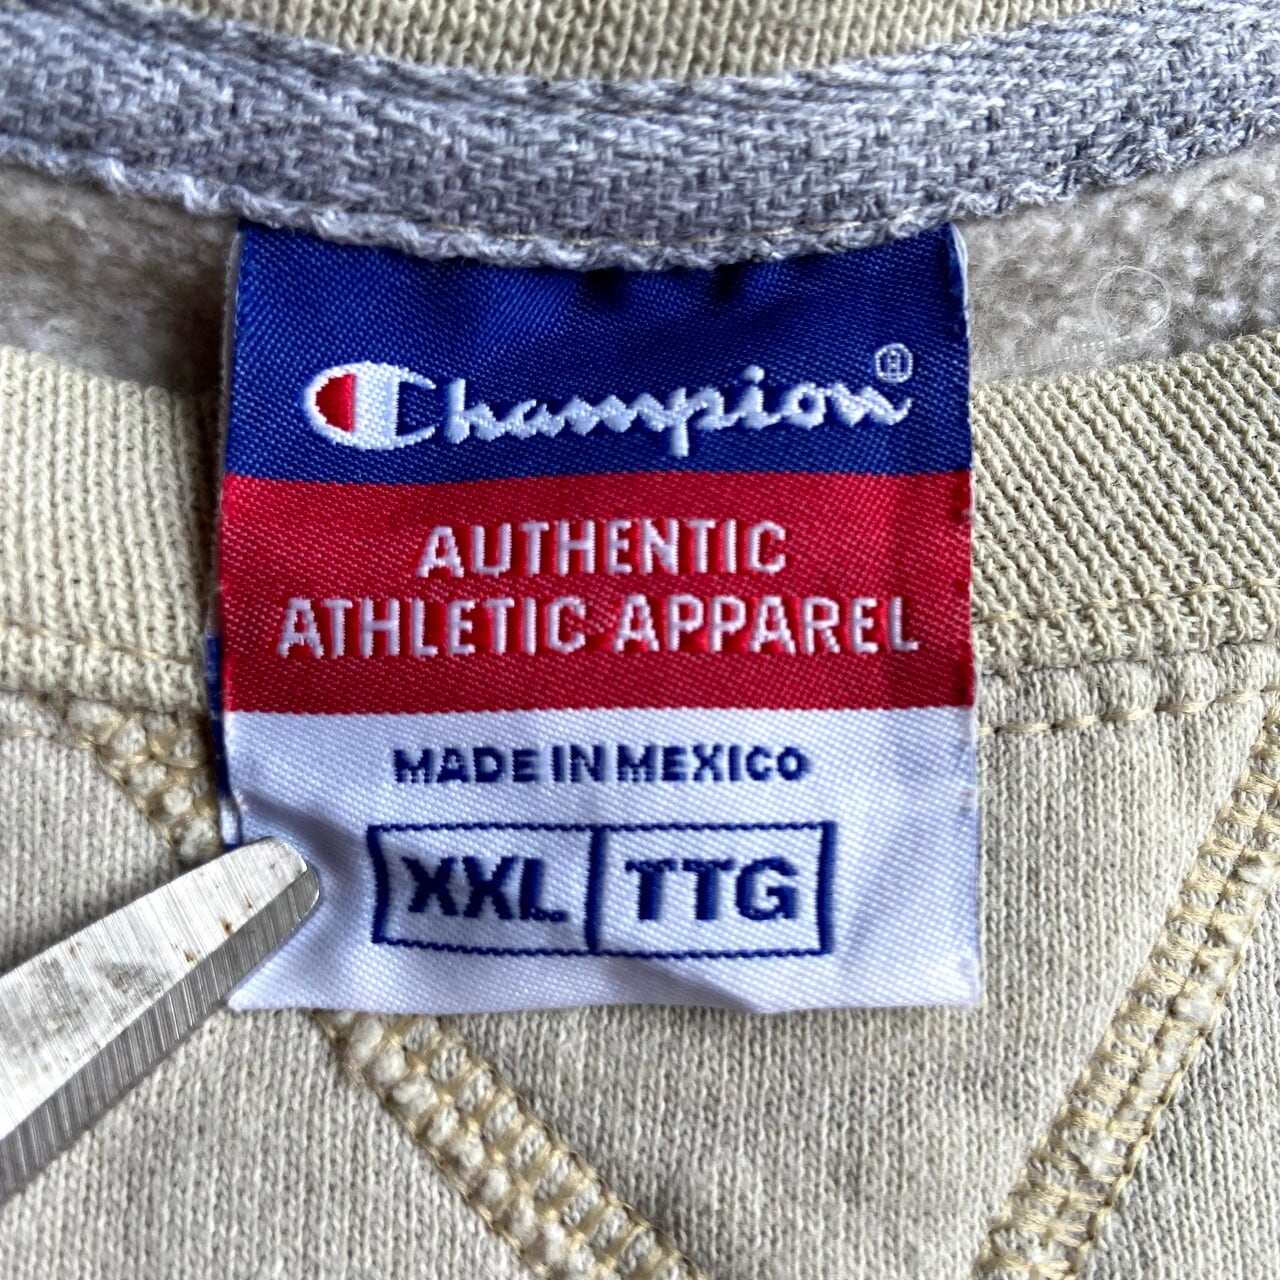 Champion®
AUTHENTIC
ATHLETIC APPAREL
MADE IN MEXICO
XXL TTG